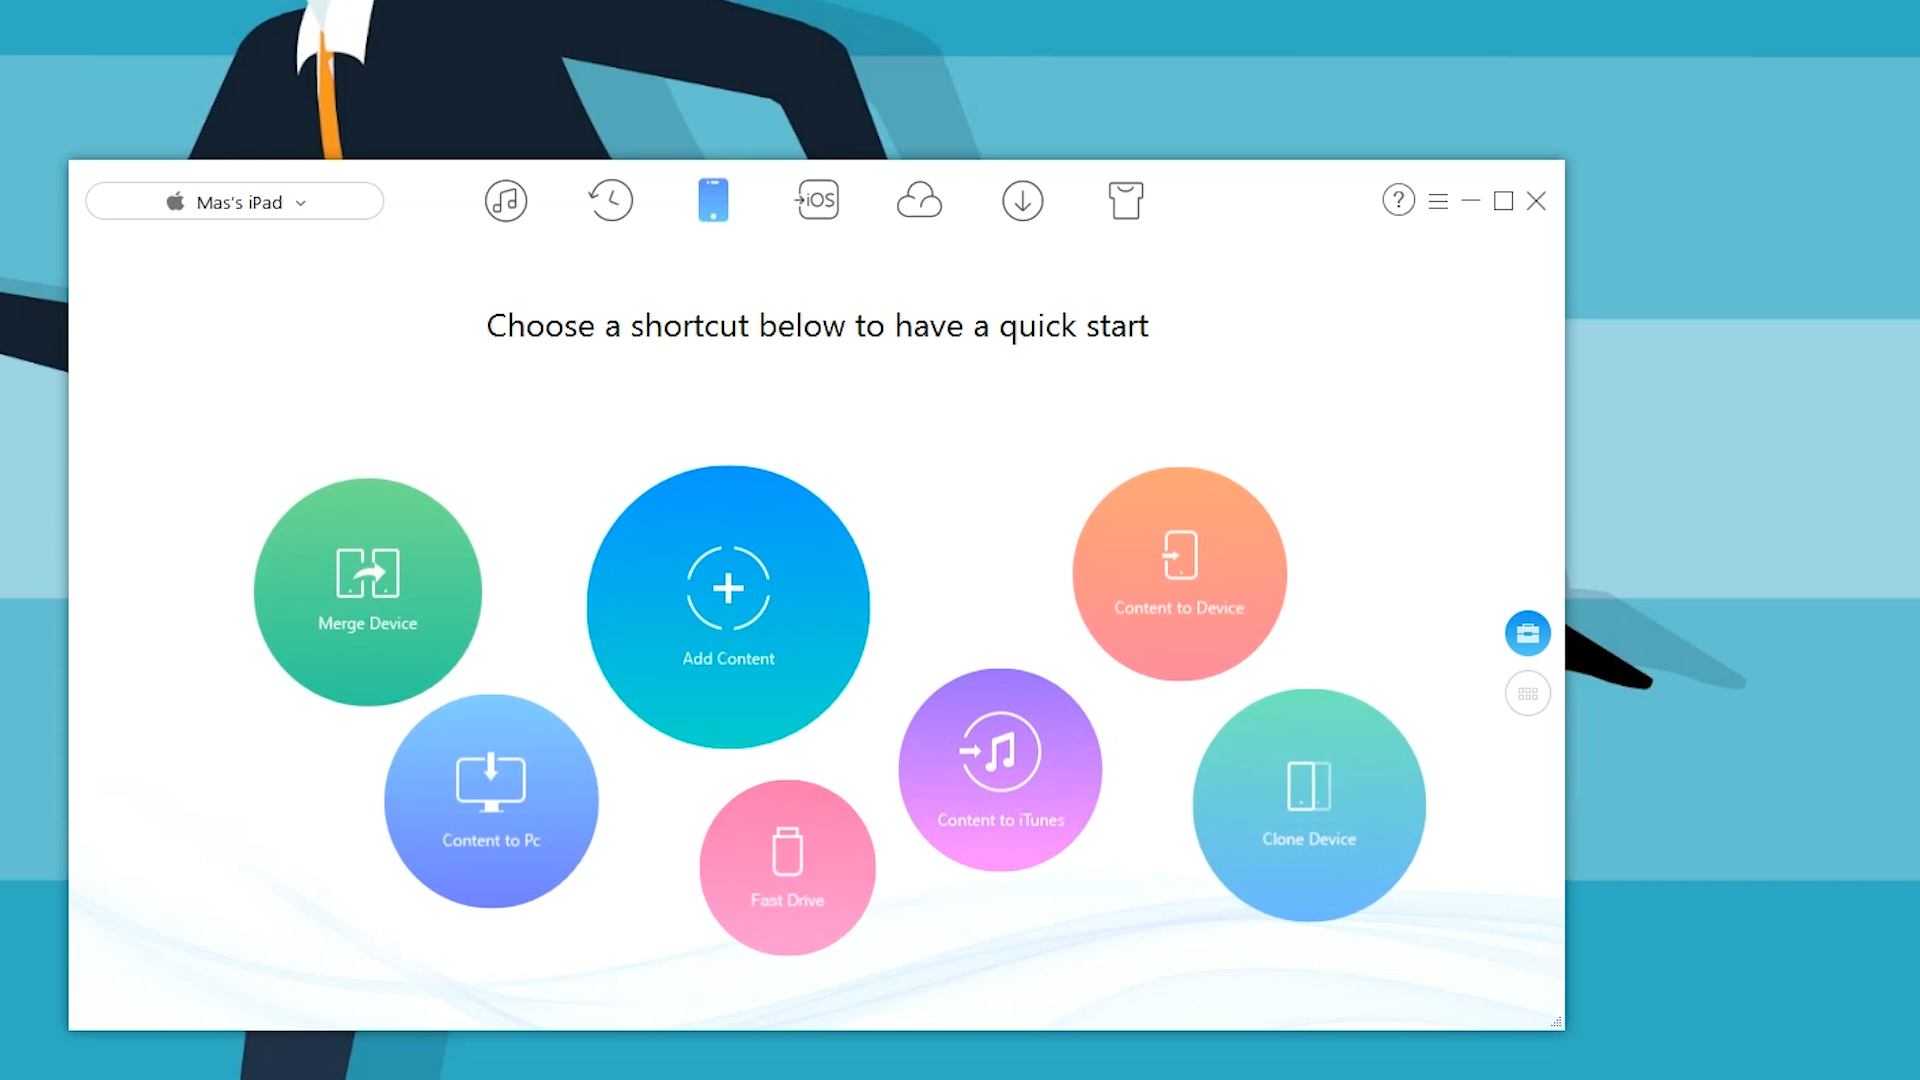 Mas's iPad
iOS
?
Choose a shortcut below to have a quick start
Merge Device
Add Content
Content to Device
Content to Pc
Fast Drive
Content to iTunes
Clone Device